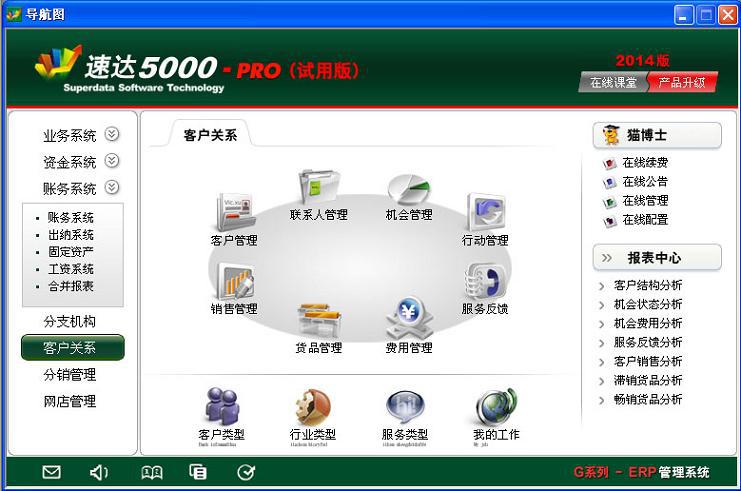 导航图
速达5000-PRO（试用版）
Superdata Software Technology
2014版
在线课堂 产品升级
业务系统
资金系统
账务系统
账务系统
出纳系统
固定资产
工资系统
合并报表
分支机构
客户关系
分销管理
网店管理
客户关系
客户管理
联系人管理
机会管理
行动管理
销售管理
货品管理
费用管理
服务反馈
客户类型
行业类型
服务类型
我的工作
猫博士
在线续费
在线公告
在线管理
在线配置
报表中心
客户结构分析
机会状态分析
机会费用分析
服务反馈分析
客户销售分析
滞销货品分析
畅销货品分析
G系列 - ERP管理系统